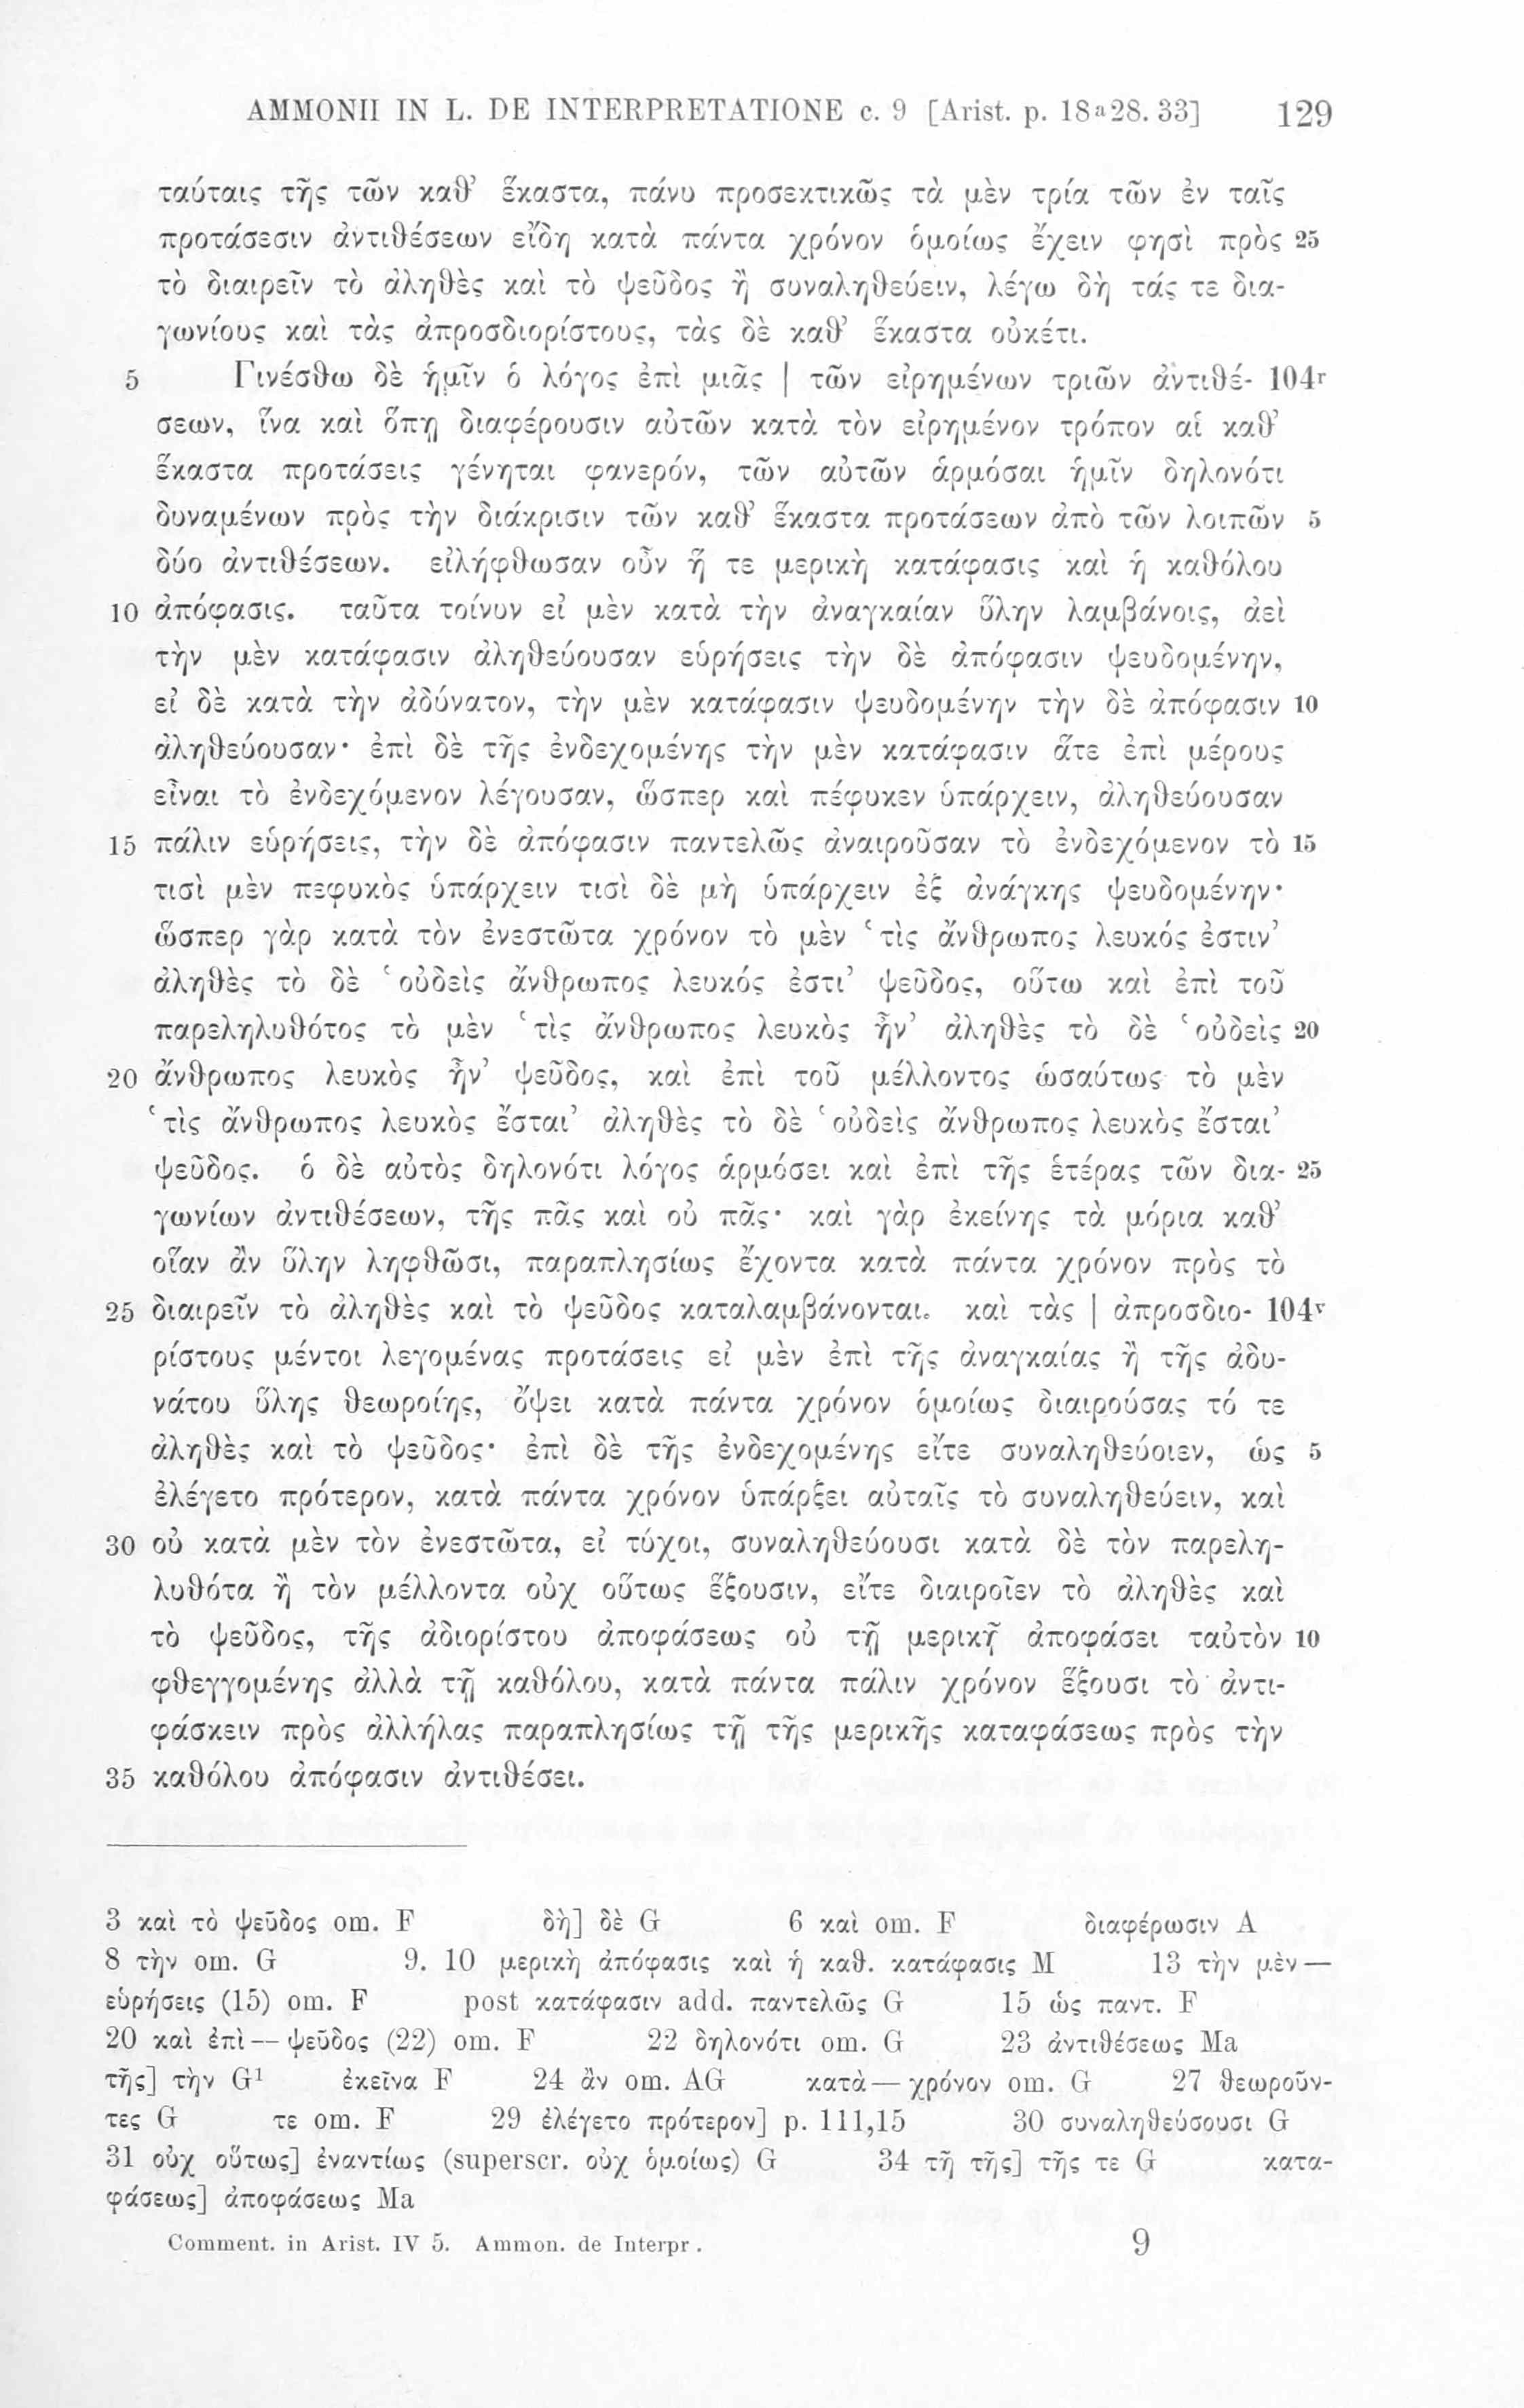 AMMONII IN L. DE INTERPRETATIONE c. 9 [Arist. p. 18ª28. 33] 129
ταύταις τῆς τῶν καθ’ ἕκαστα, πάνυ προσεκτικῶς τὰ μὲν τρία τῶν ἐν ταῖς
προτάσεσιν ἀντιθέσεων εἴδη κατὰ πάντα χρόνον ὁμοίως ἔχειν φησὶ πρὸς 25
τὸ διαιρεῖν τὸ ἀληθὲς καὶ τὸ ψεῦδος ἢ συναληθεύειν, λέγω δὴ τάς τε δια-
γωνίους καὶ τὰς ἀπροσδιορίστους, τὰς δὲ καθ’ ἕκαστα οὐκέτι.
5 Γινέσθω δὲ ἡμῖν ὁ λόγος ἐπὶ μιᾶς | τῶν εἰρημένων τριῶν ἀντιθέ- 104r
σεων, ἵνα καὶ ὅπῃ διαφέρουσιν αὐτῶν κατὰ τὸν εἰρημένον τρόπον αἱ καθ’
ἕκαστα προτάσεις γένηται φανερόν, τῶν αὐτῶν ἁρμόσαι ἡμῖν δηλονότι
δυναμένων πρὸς τὴν διάκρισιν τῶν καθ’ ἕκαστα προτάσεων ἀπὸ τῶν λοιπῶν 5
δύο ἀντιθέσεων. εἰλήφθωσαν οὖν ἥ τε μερικὴ κατάφασις καὶ ἡ καθόλου
10 ἀπόφασις. ταῦτα τοίνυν εἰ μὲν κατὰ τὴν ἀναγκαίαν ὕλην λαμβάνοις, ἀεὶ
τὴν μὲν κατάφασιν ἀληθεύουσαν εὑρήσεις τὴν δὲ ἀπόφασιν ψευδομένην,
εἰ δὲ κατὰ τὴν ἀδύνατον, τὴν μὲν κατάφασιν ψευδομένην τὴν δὲ ἀπόφασιν 10
ἀληθεύουσαν· ἐπὶ δὲ τῆς ἐνδεχομένης τὴν μὲν κατάφασιν ἅτε ἐπὶ μέρους
εἶναι τὸ ἐνδεχόμενον λέγουσαν, ὥσπερ καὶ πέφυκεν ὑπάρχειν, ἀληθεύουσαν
15 πάλιν εὑρήσεις, τὴν δὲ ἀπόφασιν παντελῶς ἀναιροῦσαν τὸ ἐνδεχόμενον τὸ 15
τισὶ μὲν πεφυκὸς ὑπάρχειν τισὶ δὲ μὴ ὑπάρχειν ἐξ ἀνάγκης ψευδομένην·
ὥσπερ γὰρ κατὰ τὸν ἐνεστῶτα χρόνον τὸ μὲν ‘τὶς ἄνθρωπος λευκός ἐστιν’
ἀληθὲς τὸ δὲ ‘οὐδεὶς ἄνθρωπος λευκός ἐστι’ ψεῦδος, οὕτω καὶ ἐπὶ τοῦ
παρεληλυθότος τὸ μὲν ‘τὶς ἄνθρωπος λευκὸς ἦν’ ἀληθὲς τὸ δὲ ‘οὐδεὶς 20
20 ἄνθρωπος λευκὸς ἦν’ ψεῦδος, καὶ ἐπὶ τοῦ μέλλοντος ὡσαύτως τὸ μὲν
‘τὶς ἄνθρωπος λευκὸς ἔσται’ ἀληθὲς τὸ δὲ ‘οὐδεὶς ἄνθρωπος λευκὸς ἔσται’
ψεῦδος. ὁ δὲ αὐτὸς δηλονότι λόγος ἁρμόσει καὶ ἐπὶ τῆς ἑτέρας τῶν δια- 25
γωνίων ἀντιθέσεων, τῆς πᾶς καὶ οὐ πᾶς· καὶ γὰρ ἐκείνης τὰ μόρια καθ’
οἵαν ἂν ὕλην ληφθῶσι, παραπλησίως ἔχοντα κατὰ πάντα χρόνον πρὸς τὸ
25 διαιρεῖν τὸ ἀληθὲς καὶ τὸ ψεῦδος καταλαμβάνονται. καὶ τὰς | ἀπροσδιο- 104v
ρίστους μέντοι λεγομένας προτάσεις εἰ μὲν ἐπὶ τῆς ἀναγκαίας ἢ τῆς ἀδυ-
νάτου ὕλης θεωροίης, ὄψει κατὰ πάντα χρόνον ὁμοίως διαιρούσας τό τε
ἀληθὲς καὶ τὸ ψεῦδος· ἐπὶ δὲ τῆς ἐνδεχομένης εἴτε συναληθεύοιεν, ὡς 5
ἐλέγετο πρότερον, κατὰ πάντα χρόνον ὑπάρξει αὐταῖς τὸ συναληθεύειν, καὶ
30 οὐ κατὰ μὲν τὸν ἐνεστῶτα, εἰ τύχοι, συναληθεύουσι κατὰ δὲ τὸν παρελη-
λυθότα ἢ τὸν μέλλοντα οὐχ οὕτως ἕξουσιν, εἴτε διαιροῖεν τὸ ἀληθὲς καὶ
τὸ ψεῦδος, τῆς ἀδιορίστου ἀποφάσεως οὐ τῇ μερικῇ ἀποφάσει ταὐτὸν 10
φθεγγομένης ἀλλὰ τῇ καθόλου, κατὰ πάντα πάλιν χρόνον ἕξουσι τὸ ἀντι-
φάσκειν πρὸς ἀλλήλας παραπλησίως τῇ τῆς μερικῆς καταφάσεως πρὸς τὴν
35 καθόλου ἀπόφασιν ἀντιθέσει.
3 καὶ τὸ ψεῦδος om. F δὴ] δὲ G 6 καὶ om. F διαφέρωσιν A
8 τὴν om. G 9. 10 μερικὴ ἀπόφασις καὶ ἡ καθ. κατάφασις M 13 τὴν μὲν —
εὑρήσεις (15) om. F post κατάφασιν add. παντελῶς G 15 ὡς παντ. F
20 καὶ ἐπὶ — ψεῦδος (22) om. F 22 δηλονότι om. G 23 ἀντιθέσεως Ma
τῆς] τὴν G¹ ἐκεῖνα F 24 ἂν om. AG κατὰ — χρόνον om. G 27 θεωροῦν-
τες G τε om. F 29 ἐλέγετο πρότερον] p. 111,15 30 συναληθεύσουσι G
31 οὐχ οὕτως] ἐναντίως (superscr. οὐχ ὁμοίως) G 34 τῇ τῆς] τῆς τε G κατα-
φάσεως] ἀποφάσεως Ma
Comment. in Arist. IV 5. Ammon. de Interpr. 9